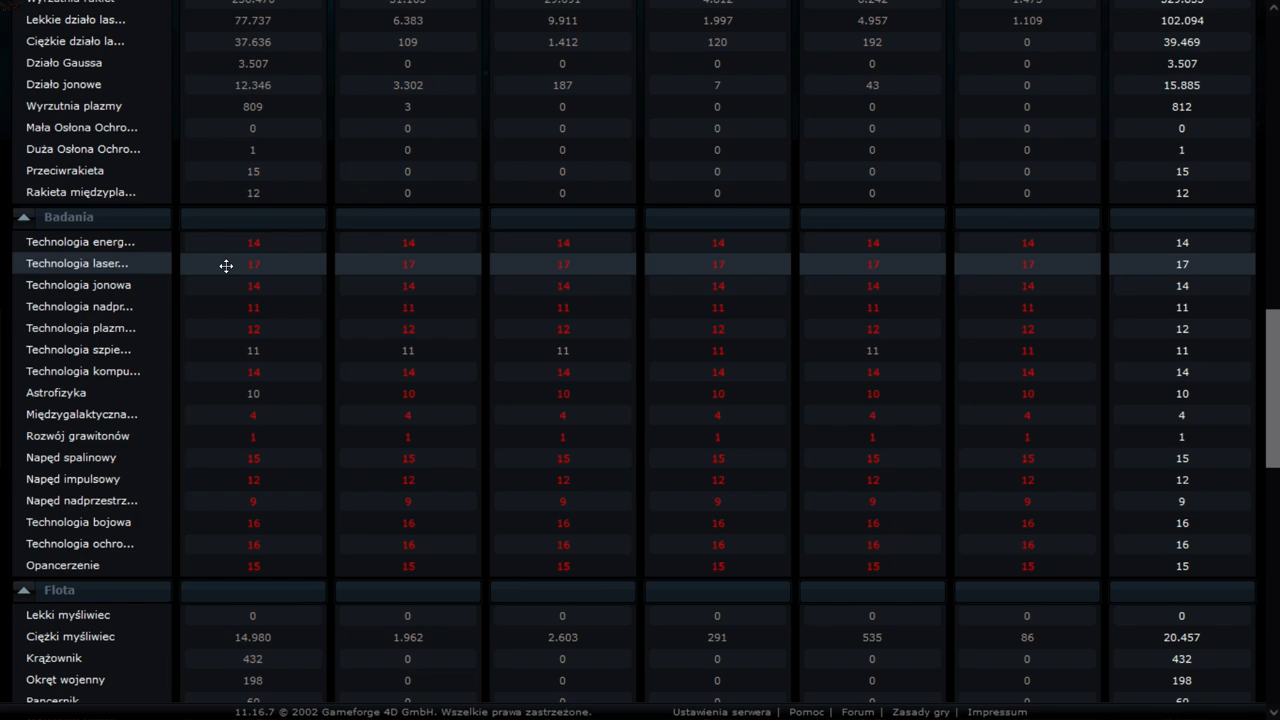 Lekkie działo las... 77.737 6.383 9.911 1.997 4.957 1.109 102.094
Ciężkie działo la... 37.636 109 1.412 120 192 0 39.469
Działo Gaussa 3.507 0 0 0 0 0 3.507
Działo jonowe 12.346 3.302 187 7 43 0 15.885
Wyrzutnia plazmy 809 3 0 0 0 0 812
Mała Osłona Ochro... 0 0 0 0 0 0 0
Duża Osłona Ochro... 1 0 0 0 0 0 1
Przeciwrakieta 15 0 0 0 0 0 15
Rakieta międzypla... 12 0 0 0 0 0 12
Badania
Technologia energ... 14 14 14 14 14 14 14
Technologia laser... 17 17 17 17 17 17 17
Technologia jonowa 14 14 14 14 14 14 14
Technologia nadpr... 11 11 11 11 11 11 11
Technologia plazm... 12 12 12 12 12 12 12
Technologia szpie... 11 11 11 11 11 11 11
Technologia kompu... 14 14 14 14 14 14 14
Astrofizyka 10 10 10 10 10 10 10
Międzygalaktyczna... 4 4 4 4 4 4 4
Rozwój grawitonów 1 1 1 1 1 1 1
Napęd spalinowy 15 15 15 15 15 15 15
Napęd impulsowy 12 12 12 12 12 12 12
Napęd nadprzestrz... 9 9 9 9 9 9 9
Technologia bojowa 16 16 16 16 16 16 16
Technologia ochro... 16 16 16 16 16 16 16
Opancerzenie 15 15 15 15 15 15 15
Flota
Lekki myśliwiec 0 0 0 0 0 0 0
Ciężki myśliwiec 14.980 1.962 2.603 291 535 86 20.457
Krążownik 432 0 0 0 0 0 432
Okręt wojenny 198 0 0 0 0 0 198
Pancernik
11.16.7 © 2002 Gameforge 4D GmbH. Wszelkie prawa zastrzeżone. Ustawienia serwera | Pomoc | Forum | Zasady gry | Impressum